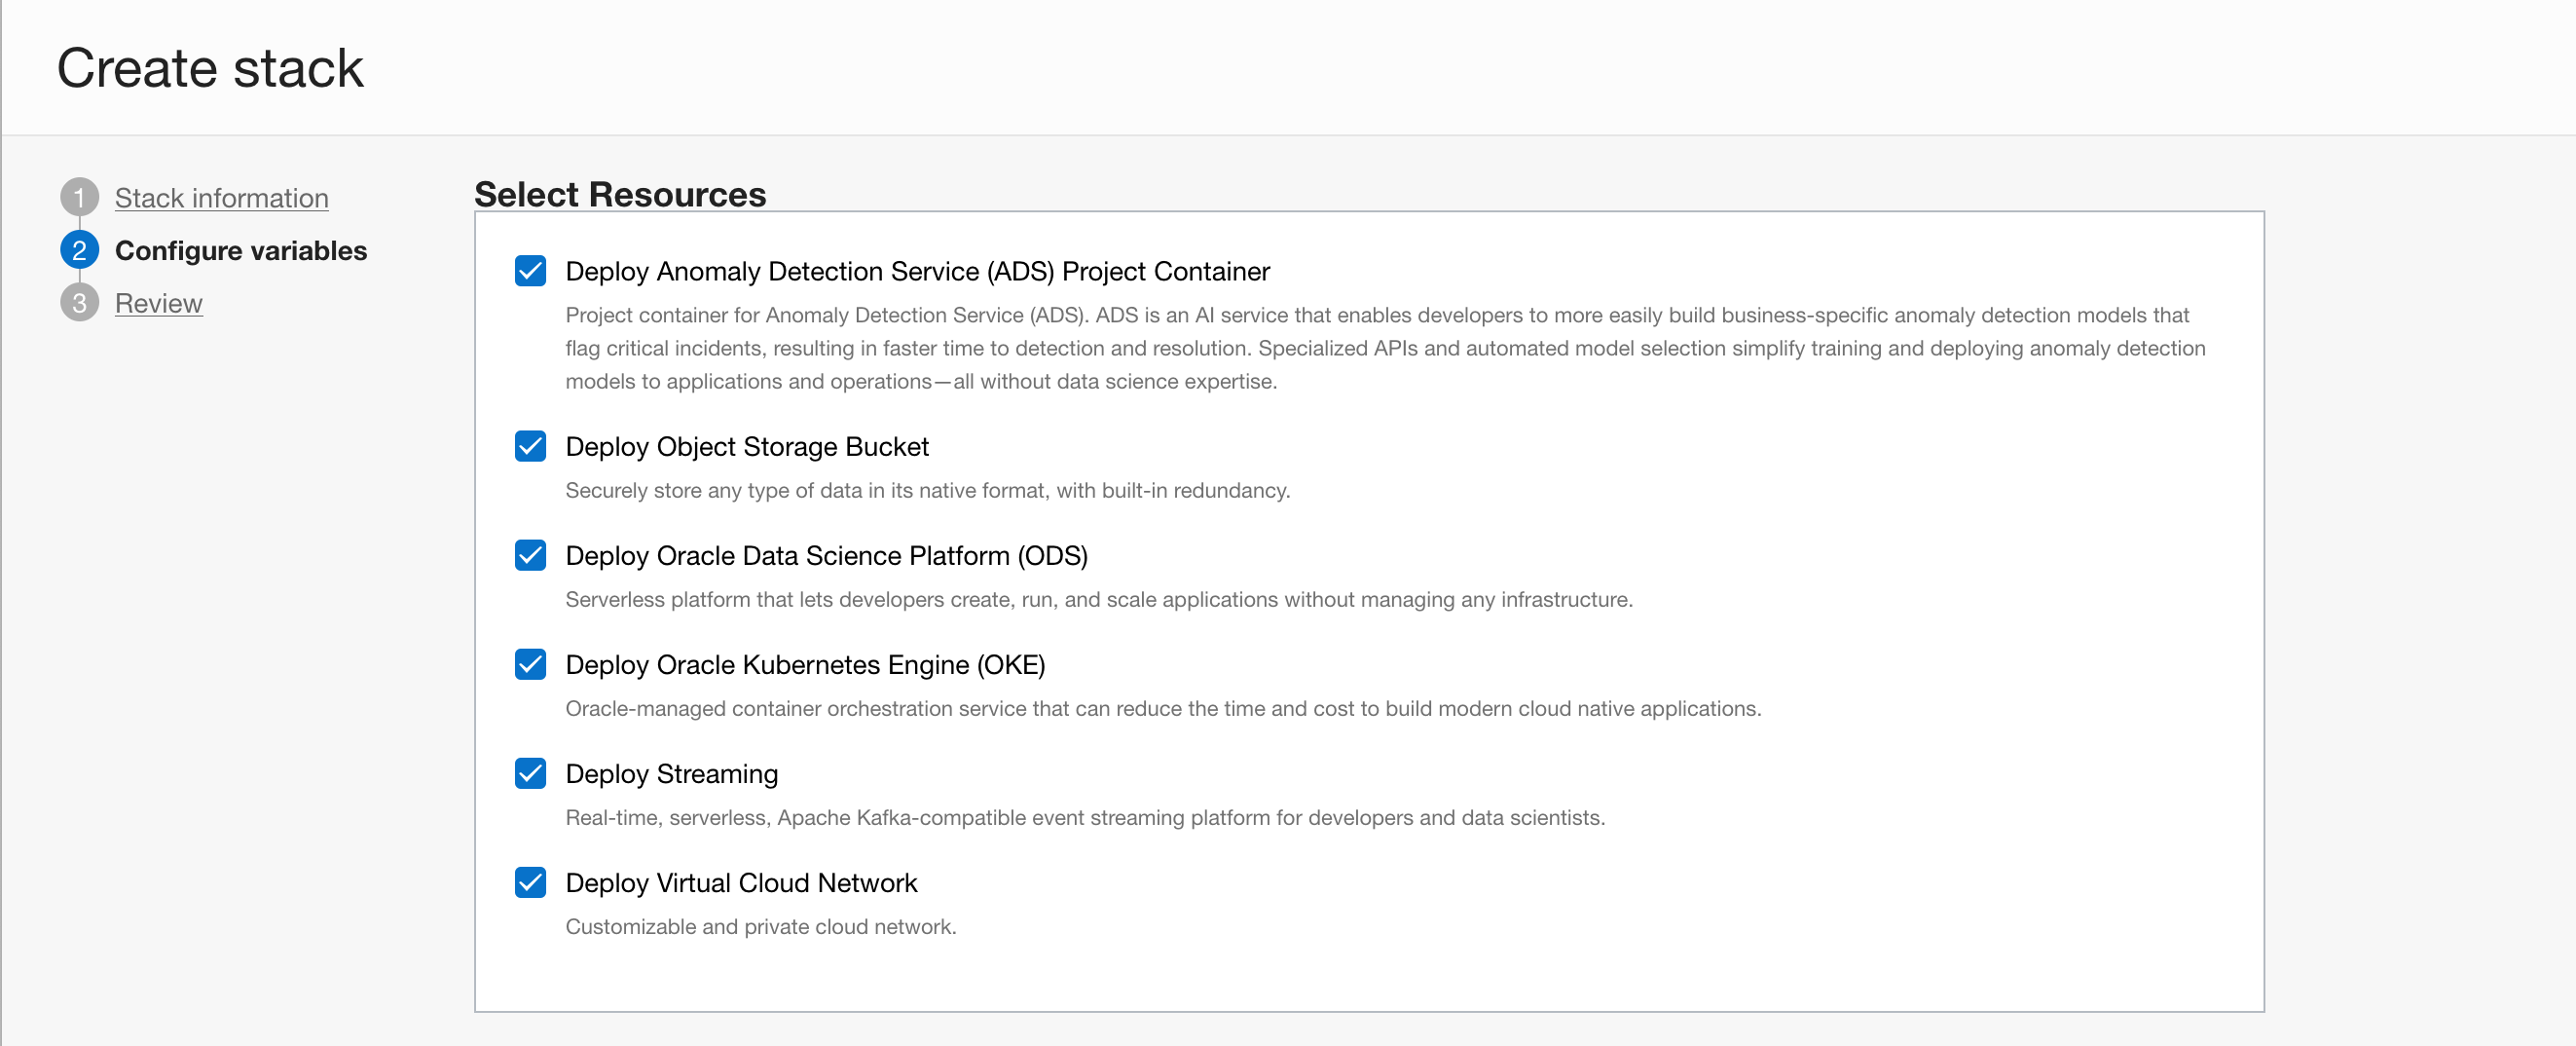 Create stack
1 Stack information
2 Configure variables
3 Review
Select Resources
Deploy Anomaly Detection Service (ADS) Project Container
Project container for Anomaly Detection Service (ADS). ADS is an AI service that enables developers to more easily build business-specific anomaly detection models that
flag critical incidents, resulting in faster time to detection and resolution. Specialized APIs and automated model selection simplify training and deploying anomaly detection
models to applications and operations—all without data science expertise.
Deploy Object Storage Bucket
Securely store any type of data in its native format, with built-in redundancy.
Deploy Oracle Data Science Platform (ODS)
Serverless platform that lets developers create, run, and scale applications without managing any infrastructure.
Deploy Oracle Kubernetes Engine (OKE)
Oracle-managed container orchestration service that can reduce the time and cost to build modern cloud native applications.
Deploy Streaming
Real-time, serverless, Apache Kafka-compatible event streaming platform for developers and data scientists.
Deploy Virtual Cloud Network
Customizable and private cloud network.